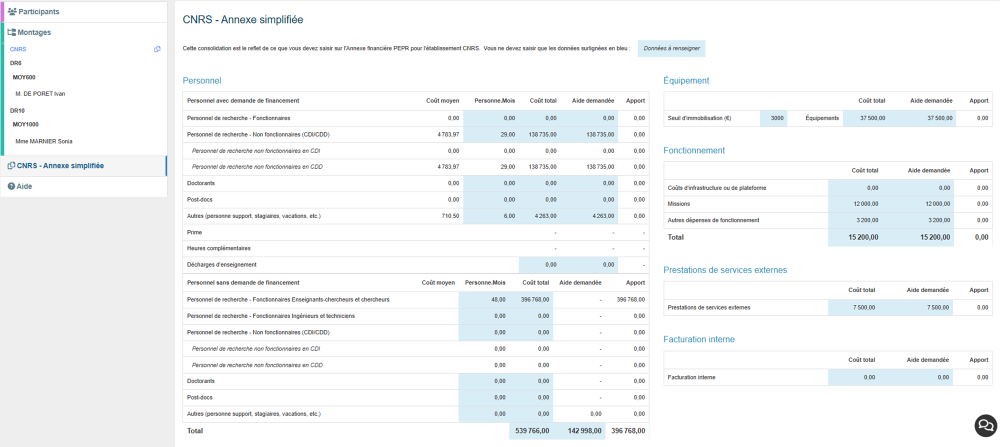 Participants
Montages
CNRS
DR6
MOY600
M. DE PORET Ivan
DR10
MOY1000
Mme MARNIER Sonia
CNRS - Annexe simplifiée
Aide
CNRS - Annexe simplifiée
Cette consolidation est le reflet de ce que vous devez saisir sur l'Annexe financière PEPR pour l'établissement CNRS. Vous ne devez saisir que les données surlignées en bleu : Données à renseigner
Personnel
Personnel avec demande de financement Coût moyen Personne.Mois Coût total Aide demandée Apport
Personnel de recherche - Fonctionnaires 0,00 0,00 0,00 0,00 0,00
Personnel de recherche - Non fonctionnaires (CDI/CDD) 4 783,97 29,00 138 735,00 138 735,00 0,00
Personnel de recherche non fonctionnaires en CDI 0,00 0,00 0,00 0,00 0,00
Personnel de recherche non fonctionnaires en CDD 4 783,97 29,00 138 735,00 138 735,00 0,00
Doctorants 0,00 0,00 0,00 0,00 0,00
Post-docs 0,00 0,00 0,00 0,00 0,00
Autres (personne support, stagiaires, vacations, etc.) 710,50 6,00 4 263,00 4 263,00 0,00
Prime - - -
Heures complémentaires - - -
Décharges d'enseignement 0,00 0,00 -
Personnel sans demande de financement Coût moyen Personne.Mois Coût total Aide demandée Apport
Personnel de recherche - Fonctionnaires Enseignants-chercheurs et chercheurs 48,00 396 768,00 - 396 768,00
Personnel de recherche - Fonctionnaires Ingénieurs et techniciens 0,00 0,00 - 0,00
Personnel de recherche - Non fonctionnaires (CDI/CDD) 0,00 0,00 - 0,00
Personnel de recherche non fonctionnaires en CDI 0,00 0,00 - 0,00
Personnel de recherche non fonctionnaires en CDD 0,00 0,00 - 0,00
Doctorants 0,00 0,00 - 0,00
Post-docs 0,00 0,00 - 0,00
Autres (personne support, stagiaires, vacations, etc.) 0,00 0,00 0,00 0,00
Total 539 766,00 142 998,00 396 768,00
Équipement
Coût total Aide demandée Apport
Seuil d'immobilisation (€) 3000 Équipements 37 500,00 37 500,00 0,00
Fonctionnement
Coût total Aide demandée Apport
Coûts d'infrastructure ou de plateforme 0,00 0,00 0,00
Missions 12 000,00 12 000,00 0,00
Autres dépenses de fonctionnement 3 200,00 3 200,00 0,00
Total 15 200,00 15 200,00 0,00
Prestations de services externes
Coût total Aide demandée Apport
Prestations de services externes 7 500,00 7 500,00 0,00
Facturation interne
Coût total Aide demandée Apport
Facturation interne 0,00 0,00 0,00